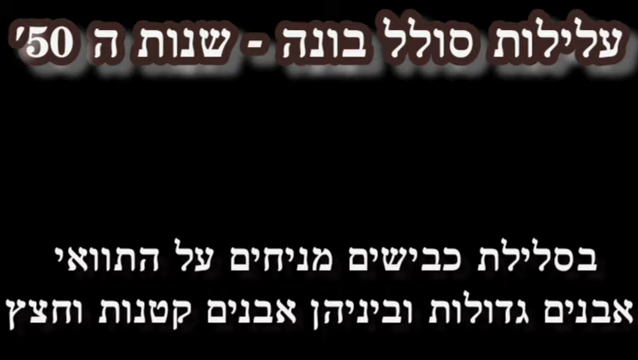 עלילות סולל בונה - שנות ה 50'
בסלילת כבישים מניחים על התוואי
אבנים גדולות וביניהן אבנים קטנות וחצץ